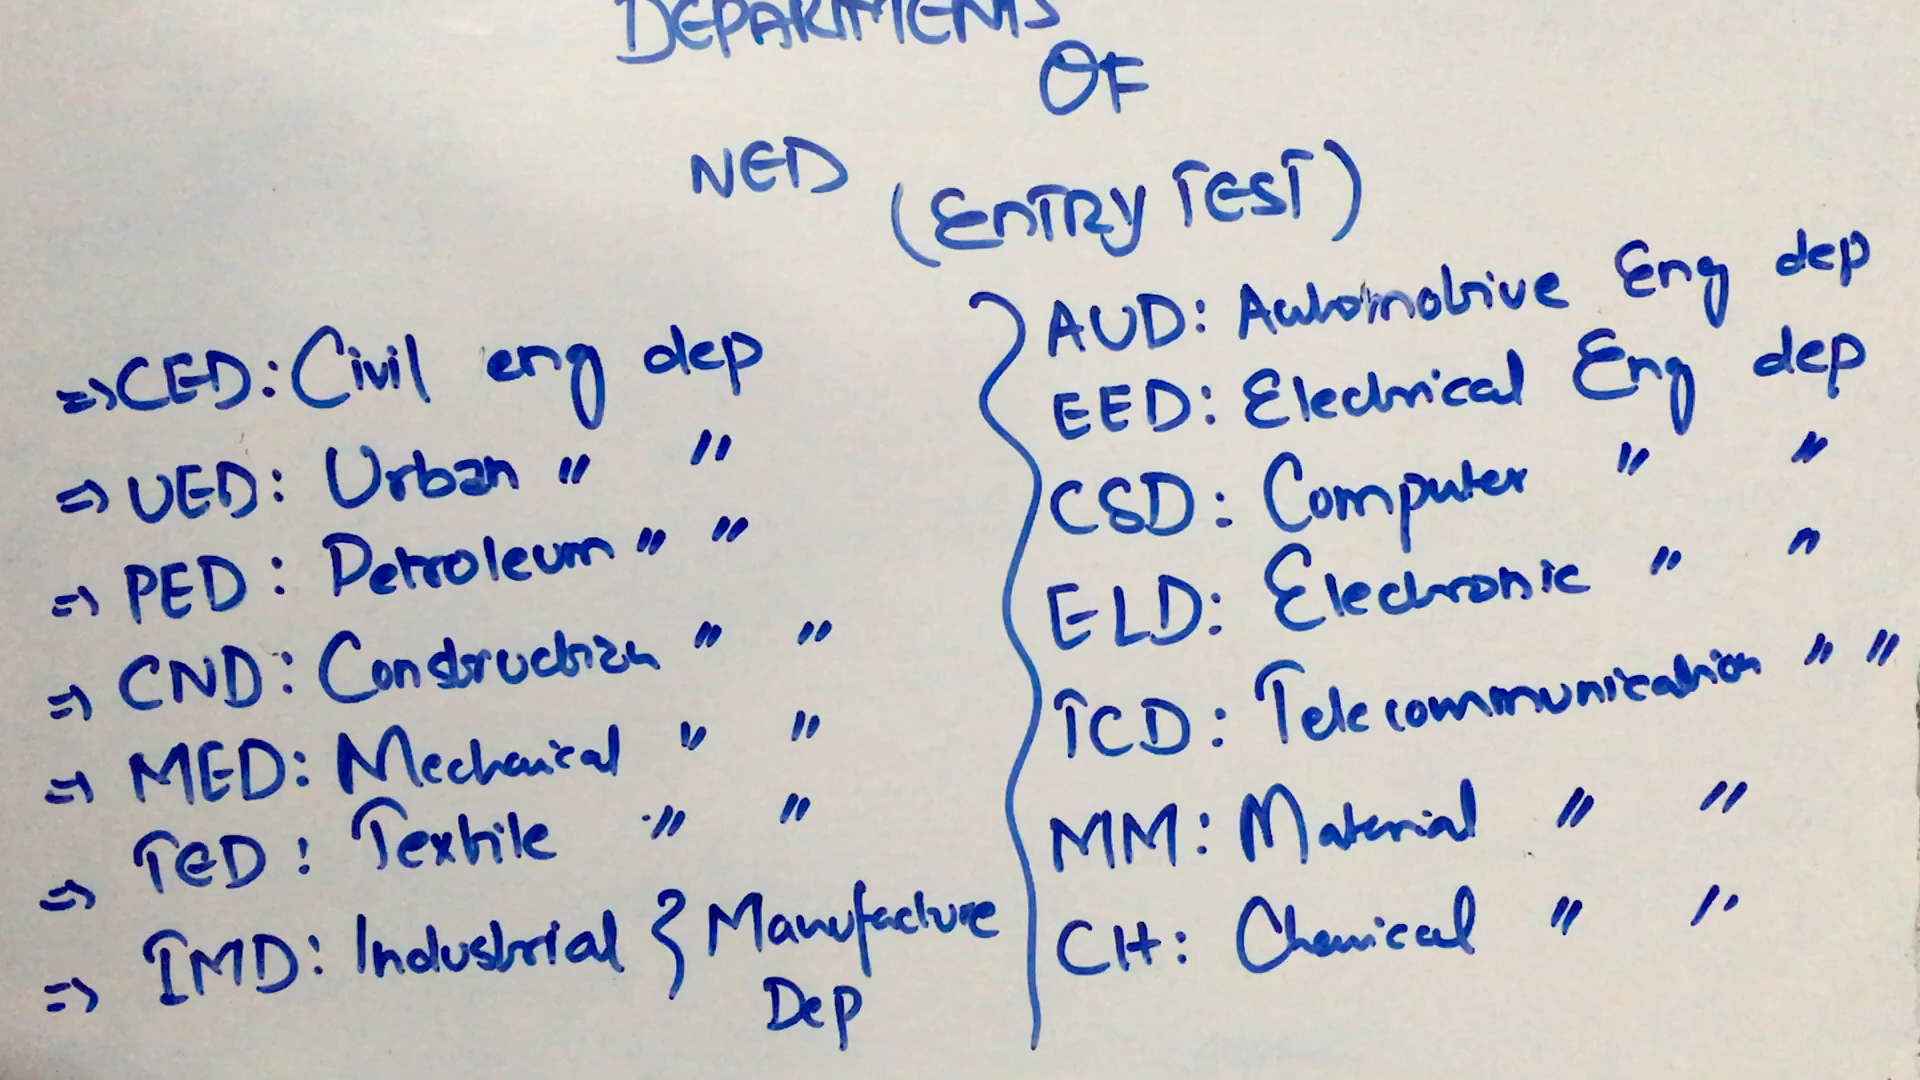 DEPARTMENTS
OF
NED
(ENTRY TEST)
=> CED: Civil eng dep
=> UED: Urban " "
=> PED: Petroleum " "
=> CND: Construction " "
=> MED: Mechanical " "
=> TED: Textile " "
=> IMD: Industrial } Manufacture
Dep
AUD: Automobive Eng dep
EED: Electrical Eng dep
CSD: Computer " "
ELD: Electronic " "
TCD: Telecommunication " "
MM: Material " "
CH: Chemical " "